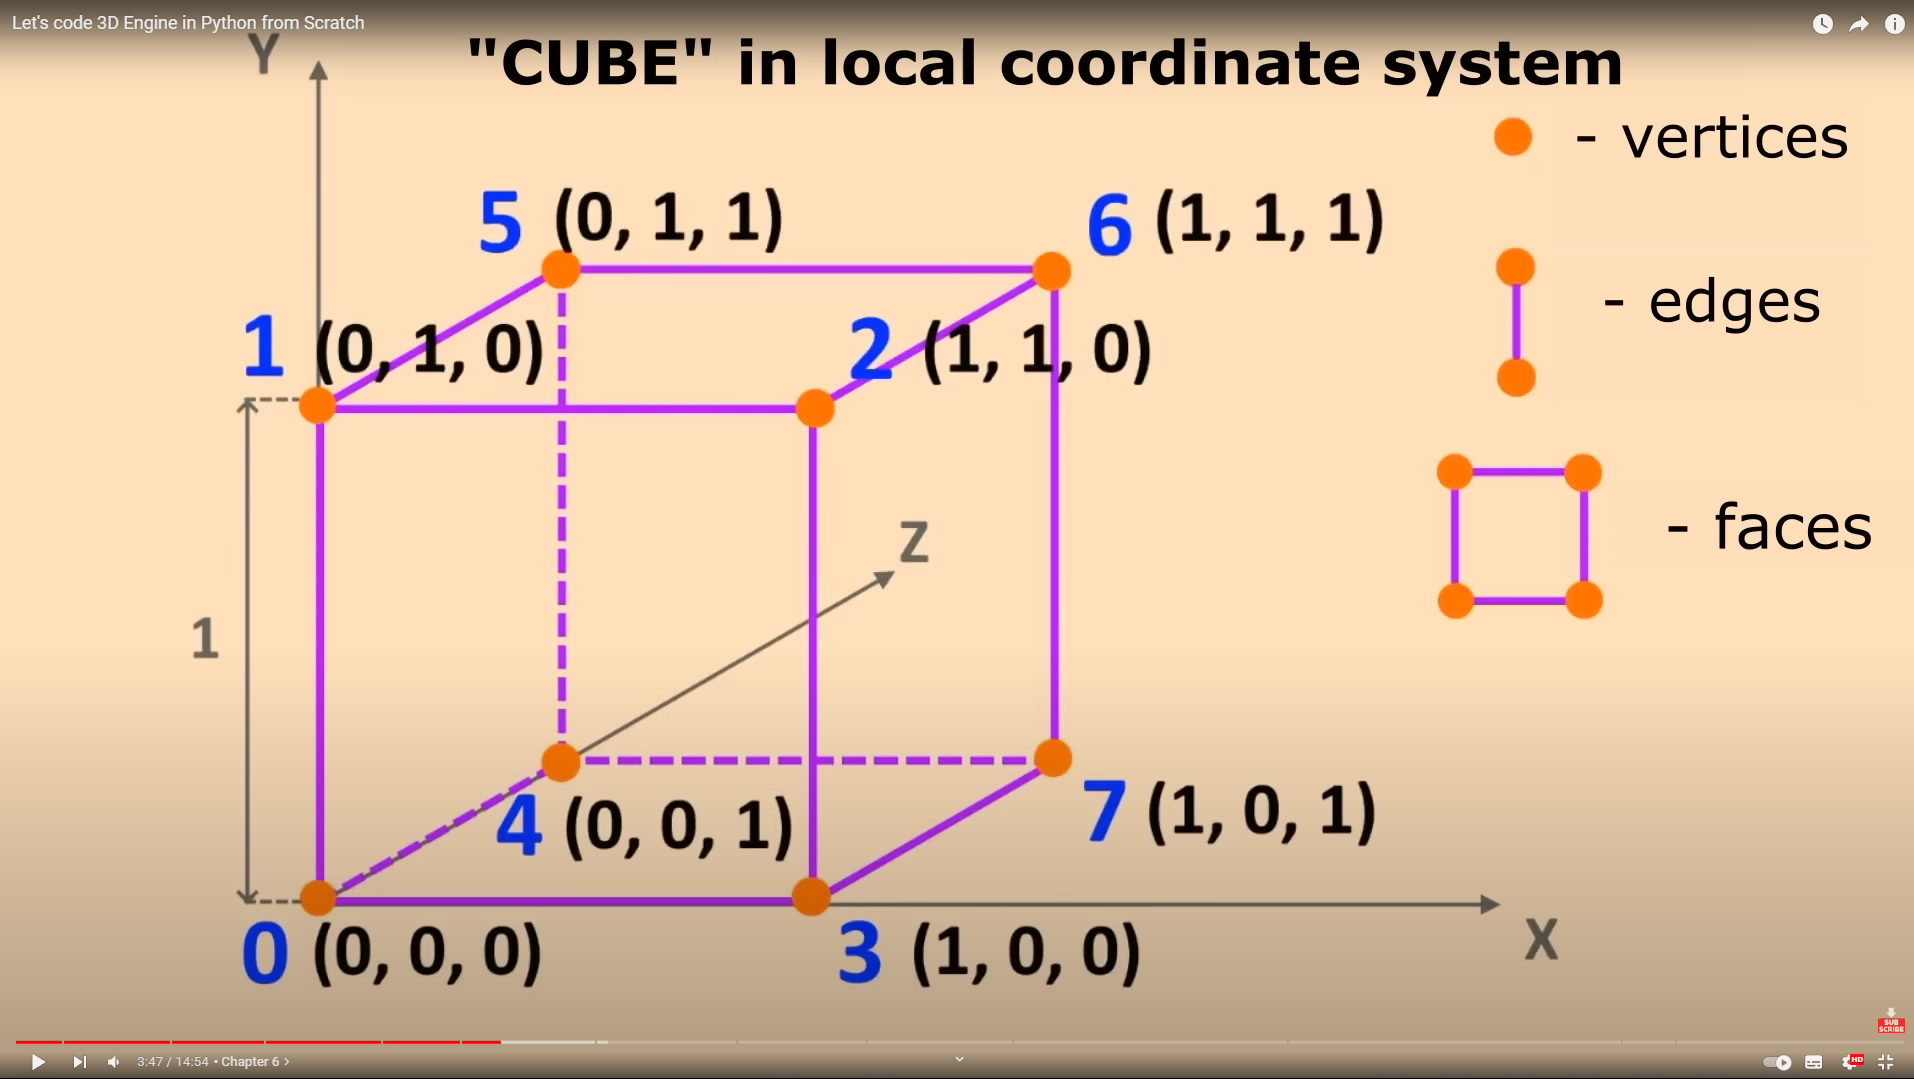 Let's code 3D Engine in Python from Scratch
"CUBE" in local coordinate system
Y
- vertices
5 (0, 1, 1)
6 (1, 1, 1)
- edges
1 (0, 1, 0)
2 (1, 1, 0)
- faces
Z
1
4 (0, 0, 1)
7 (1, 0, 1)
0 (0, 0, 0)
3 (1, 0, 0)
X
SUB
SCRIBE
3:47 / 14:54 • Chapter 6
HD